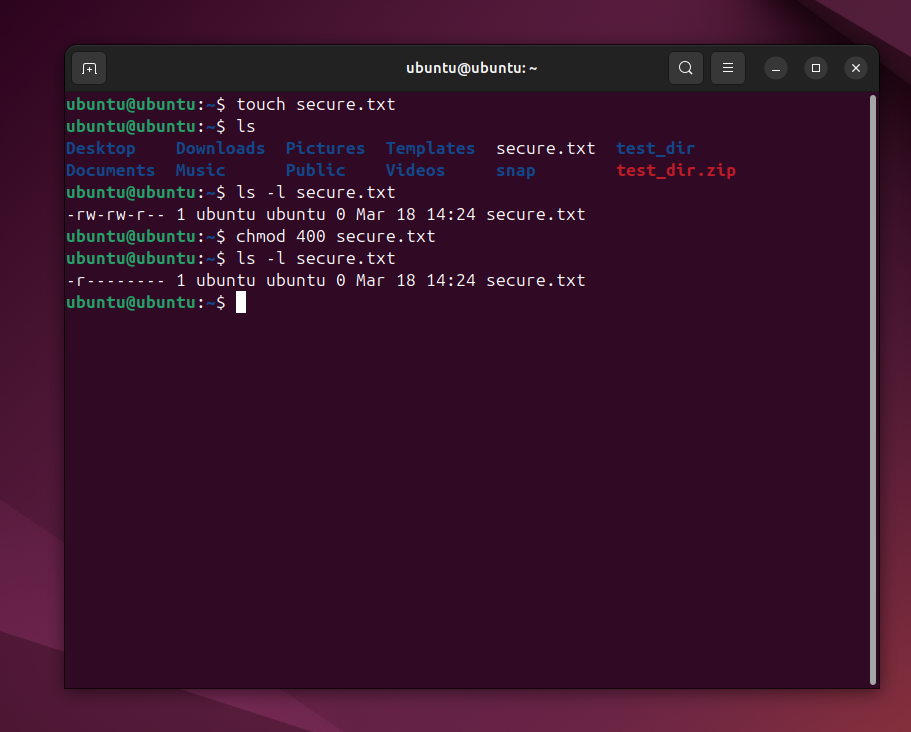 ubuntu@ubuntu: ~
ubuntu@ubuntu:~$ touch secure.txt
ubuntu@ubuntu:~$ ls
Desktop    Downloads  Pictures  Templates  secure.txt  test_dir
Documents  Music      Public    Videos     snap        test_dir.zip
ubuntu@ubuntu:~$ ls -l secure.txt
-rw-rw-r-- 1 ubuntu ubuntu 0 Mar 18 14:24 secure.txt
ubuntu@ubuntu:~$ chmod 400 secure.txt
ubuntu@ubuntu:~$ ls -l secure.txt
-r-------- 1 ubuntu ubuntu 0 Mar 18 14:24 secure.txt
ubuntu@ubuntu:~$